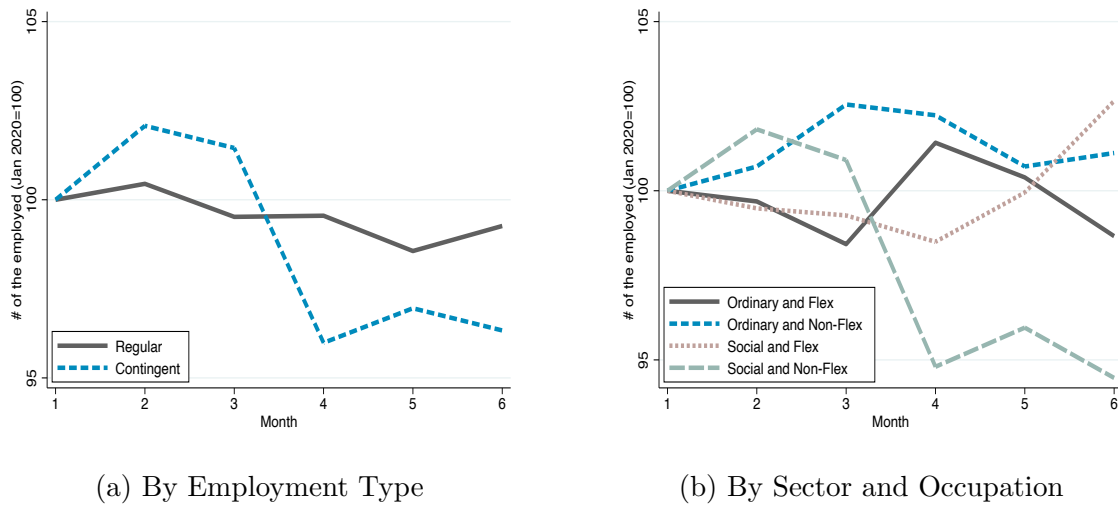 # of the employed (Jan 2020=100)
105
100
95
Regular
Contingent
1 2 3 4 5 6
Month
(a) By Employment Type
# of the employed (Jan 2020=100)
105
100
95
Ordinary and Flex
Ordinary and Non-Flex
Social and Flex
Social and Non-Flex
1 2 3 4 5 6
Month
(b) By Sector and Occupation